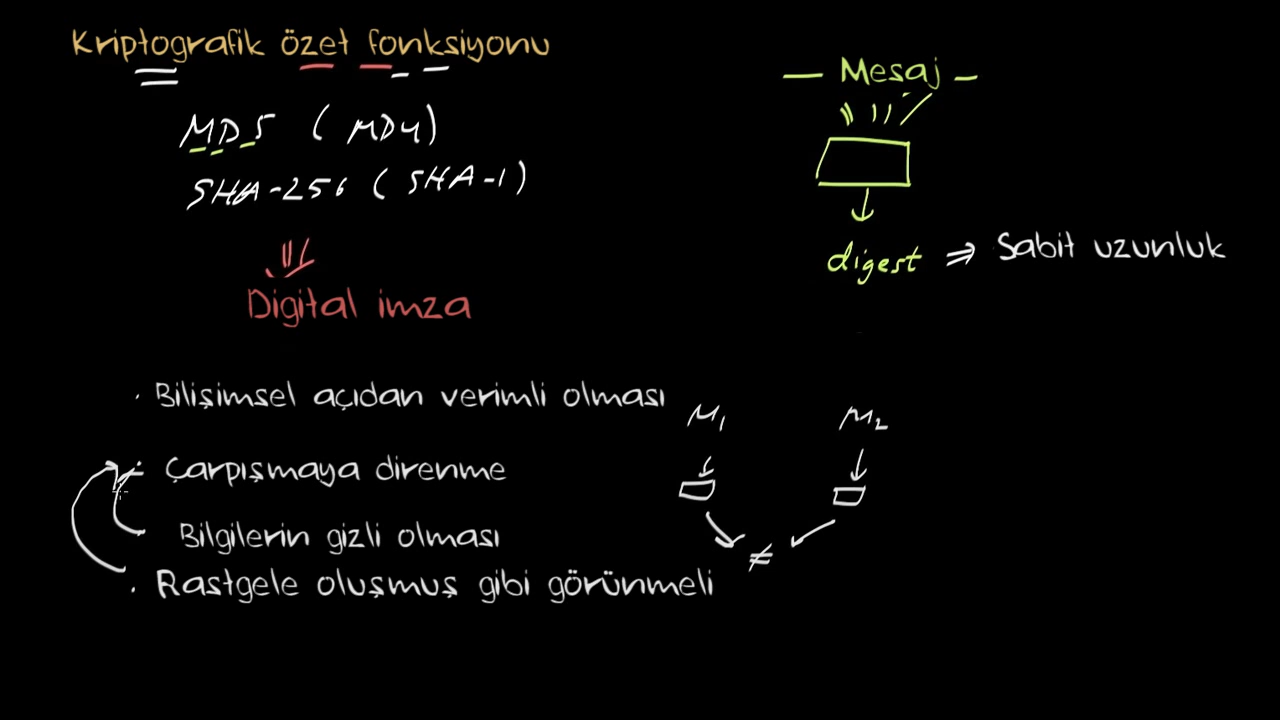 Kriptografik özet fonksiyonu
MD5 (MD4)
SHA-256 (SHA-1)
Digital imza
— Mesaj —
digest ⇒ Sabit uzunluk
· Bilişimsel açıdan verimli olması
· Çarpışmaya direnme
Bilgilerin gizli olması
· Rastgele oluşmuş gibi görünmeli
M1 M2
≠